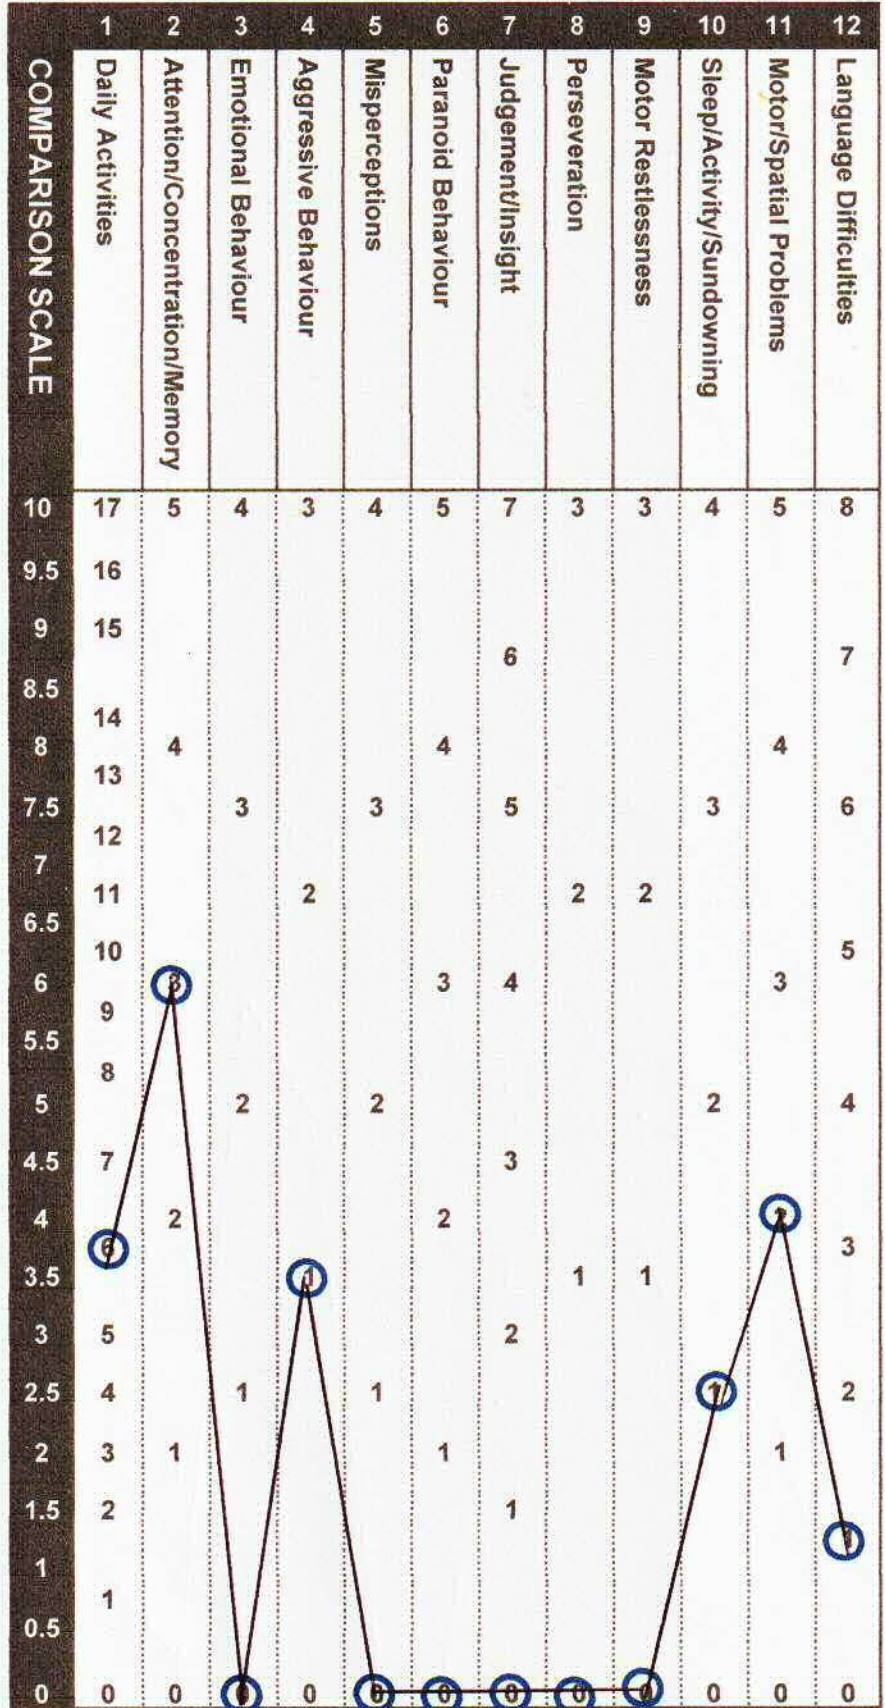 1 2 3 4 5 6 7 8 9 10 11 12
COMPARISON SCALE
Daily Activities
Attention/Concentration/Memory
Emotional Behaviour
Aggressive Behaviour
Misperceptions
Paranoid Behaviour
Judgement/Insight
Perseveration
Motor Restlessness
Sleep/Activity/Sundowning
Motor/Spatial Problems
Language Difficulties
10 17 5 4 3 4 5 7 3 3 4 5 8
9.5 16
9 15
6 7
8.5
14
8 4 4 4
13
7.5 3 3 5 3 6
12
7
11 2 2 2
6.5
10 5
6 3 3 4 3
9
5.5
8
5 2 2 2 4
4.5 7 3
4 2 2
6 3
3.5 1 1 1
3 5 2
2.5 4 1 1 1 2
2 3 1 1 1
1.5 2 1
1
1
0.5
0 0 0 0 0 0 0 0 0 0 0 0 0